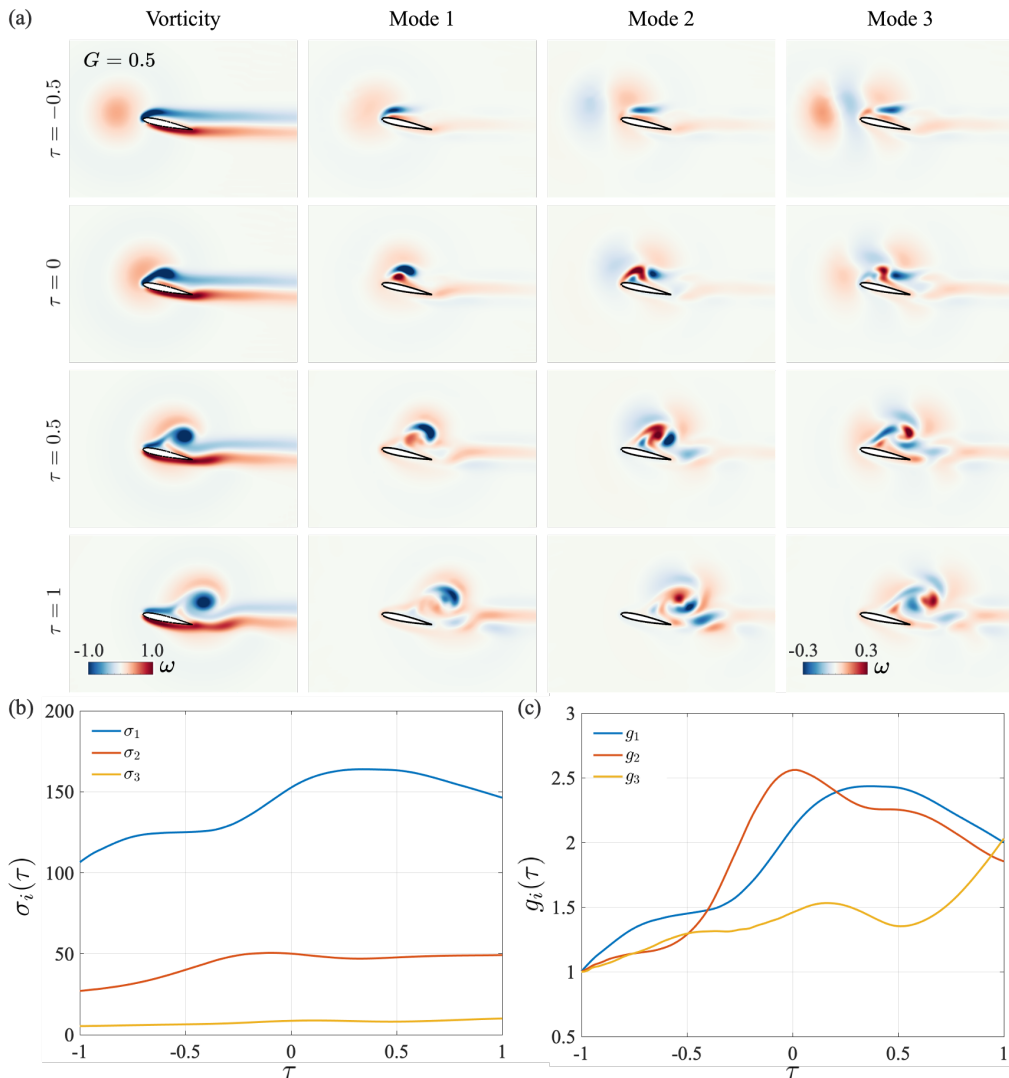 (a)
Vorticity Mode 1 Mode 2 Mode 3
G = 0.5
τ = −0.5
τ = 0
τ = 0.5
τ = 1
-1.0 1.0
ω
-0.3 0.3
ω
(b)
200
150
100
50
0
σ₁
σ₂
σ₃
σᵢ(τ)
-1 -0.5 0 0.5 1
τ
(c)
3
2.5
2
1.5
1
0.5
g₁
g₂
g₃
gᵢ(τ)
-1 -0.5 0 0.5 1
τ